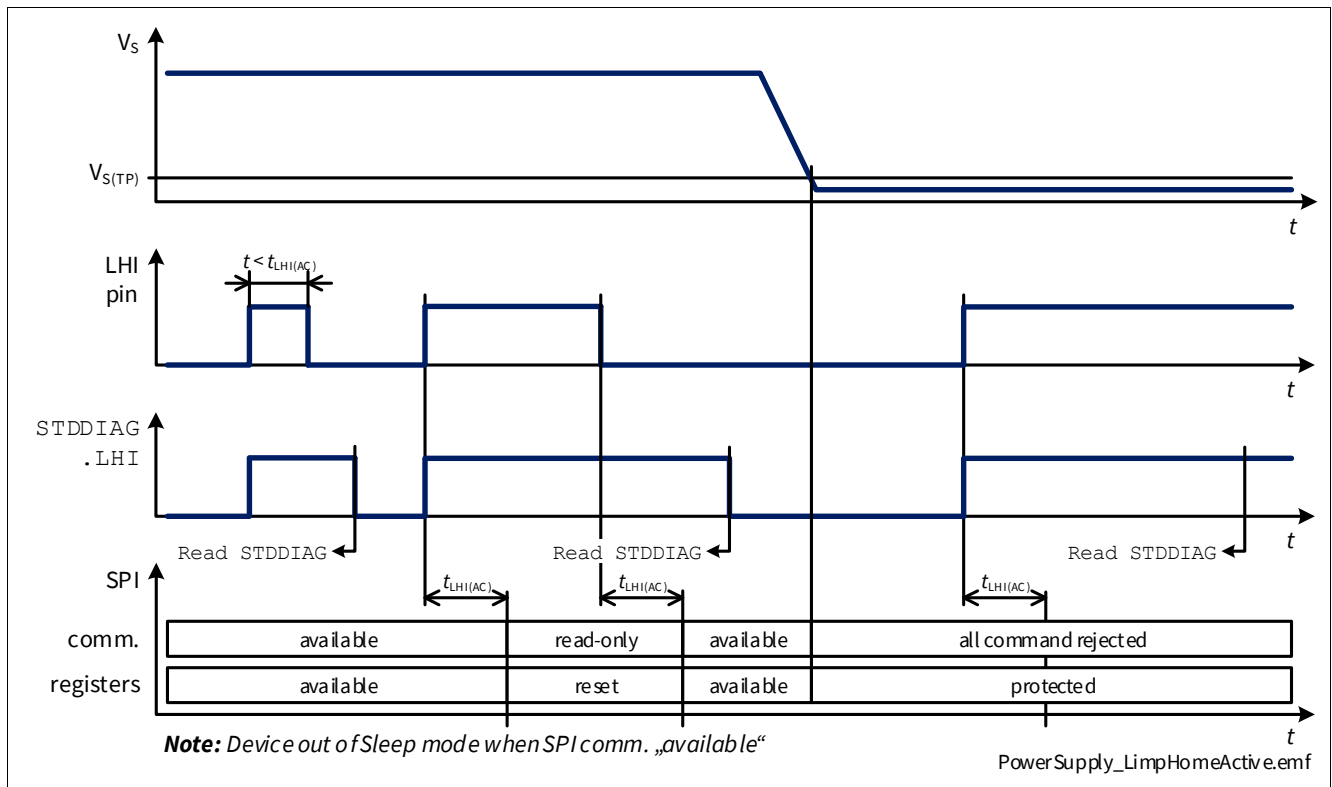 VS
VS(TP)
t
LHI
pin
t < tLHI(AC)
t
STDDIAG
.LHI
Read STDDIAG
Read STDDIAG
Read STDDIAG
t
SPI
tLHI(AC)
tLHI(AC)
tLHI(AC)
comm.
available
read-only
available
all command rejected
registers
available
reset
available
protected
t
Note: Device out of Sleep mode when SPI comm. „available“
PowerSupply_LimpHomeActive.emf